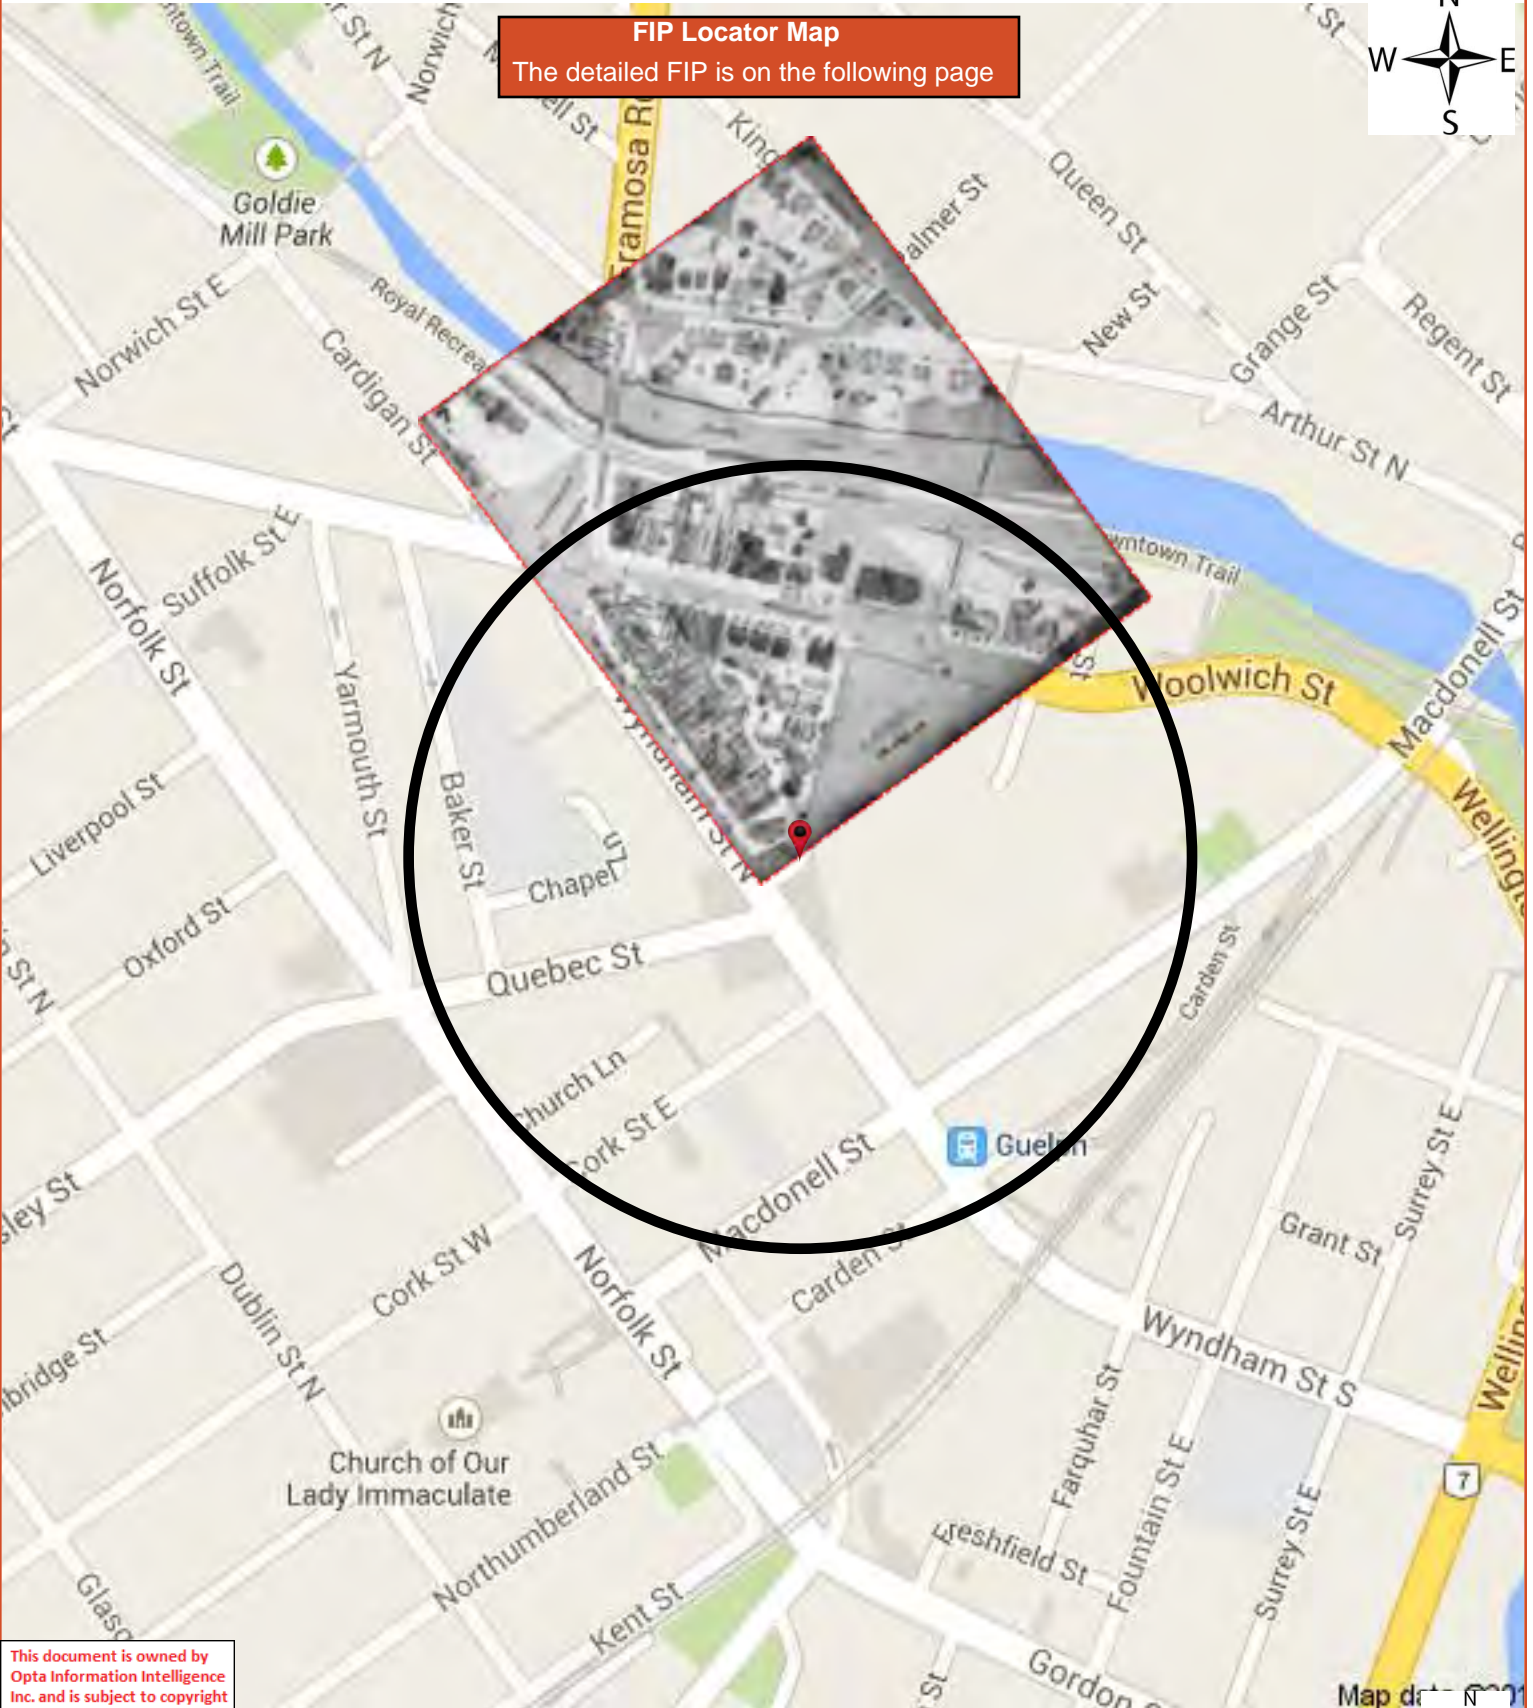 FIP Locator Map
The detailed FIP is on the following page
N
W
E
S
Norwich
Goldie
Mill Park
Norwich St E
Royal Recrea
Cardigan St
Queen St
New St
Grange St
Regent St
Arthur St N
Suffolk St E
Norfolk St
Yarmouth St
Baker St
Liverpool St
Oxford St
Chapel
Ln
Quebec St
Woolwich St
Macdonell St
Carden St
Church Ln
Cork St E
Macdonell St
Carden St
Guelph
Surrey St E
Grant St
Cork St W
Dublin St N
Norfolk St
Wyndham St S
Church of Our
Lady Immaculate
Northumberland St
Farquhar St
Fountain St E
Surrey St E
Freshfield St
Kent St
7
St
This document is owned by
Opta Information Intelligence
Inc. and is subject to copyright
Map
N